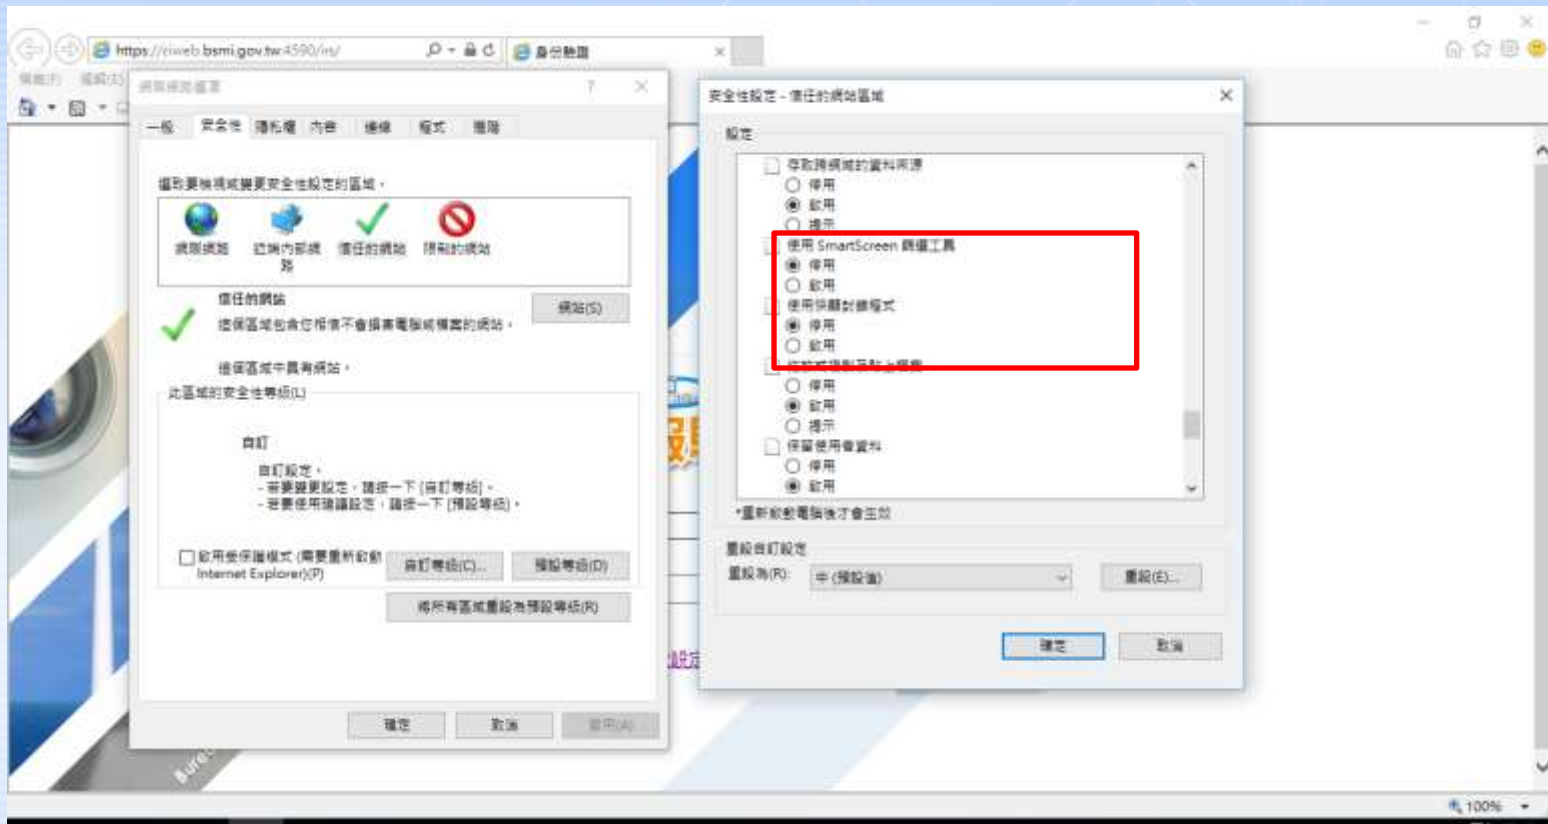 https://ciweb.bsmi.gov.tw:4590/irs/
身份驗證
網際網路選項
一般 安全性 隱私權 內容 連線 程式 進階
選取要檢視或變更安全性設定的區域。
網際網路 近端內部網路 信任的網站 限制的網站
信任的網站
網站(S)
這個區域包含您相信不會損害電腦或檔案的網站。
這個區域中具有網站。
此區域的安全性等級(L)
自訂
自訂設定。
- 若要變更設定，請按一下 [自訂等級]。
- 若要使用建議設定，請按一下 [預設等級]。
啟用受保護模式 (需要重新啟動
Internet Explorer)(P)
自訂等級(C)...
預設等級(D)
將所有區域重設為預設等級(R)
確定
取消
套用(A)
安全性設定 - 信任的網站區域
設定
存取跨網域的資料來源
停用
啟用
提示
使用 SmartScreen 篩選工具
停用
啟用
使用快顯封鎖程式
停用
啟用
停用
啟用
提示
保留使用者資料
停用
啟用
*重新啟動電腦後才會生效
重設自訂設定
重設為(R):
中 (預設值)
重設(E)...
確定
取消
100%